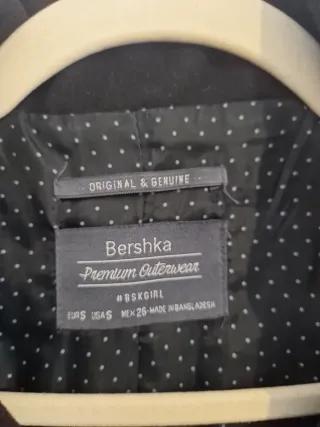 ORIGINAL & GENUINE
Bershka
Premium Outerwear
#BSKGIRL
EUR S USA S MEX 26-MADE IN BANGLADESH